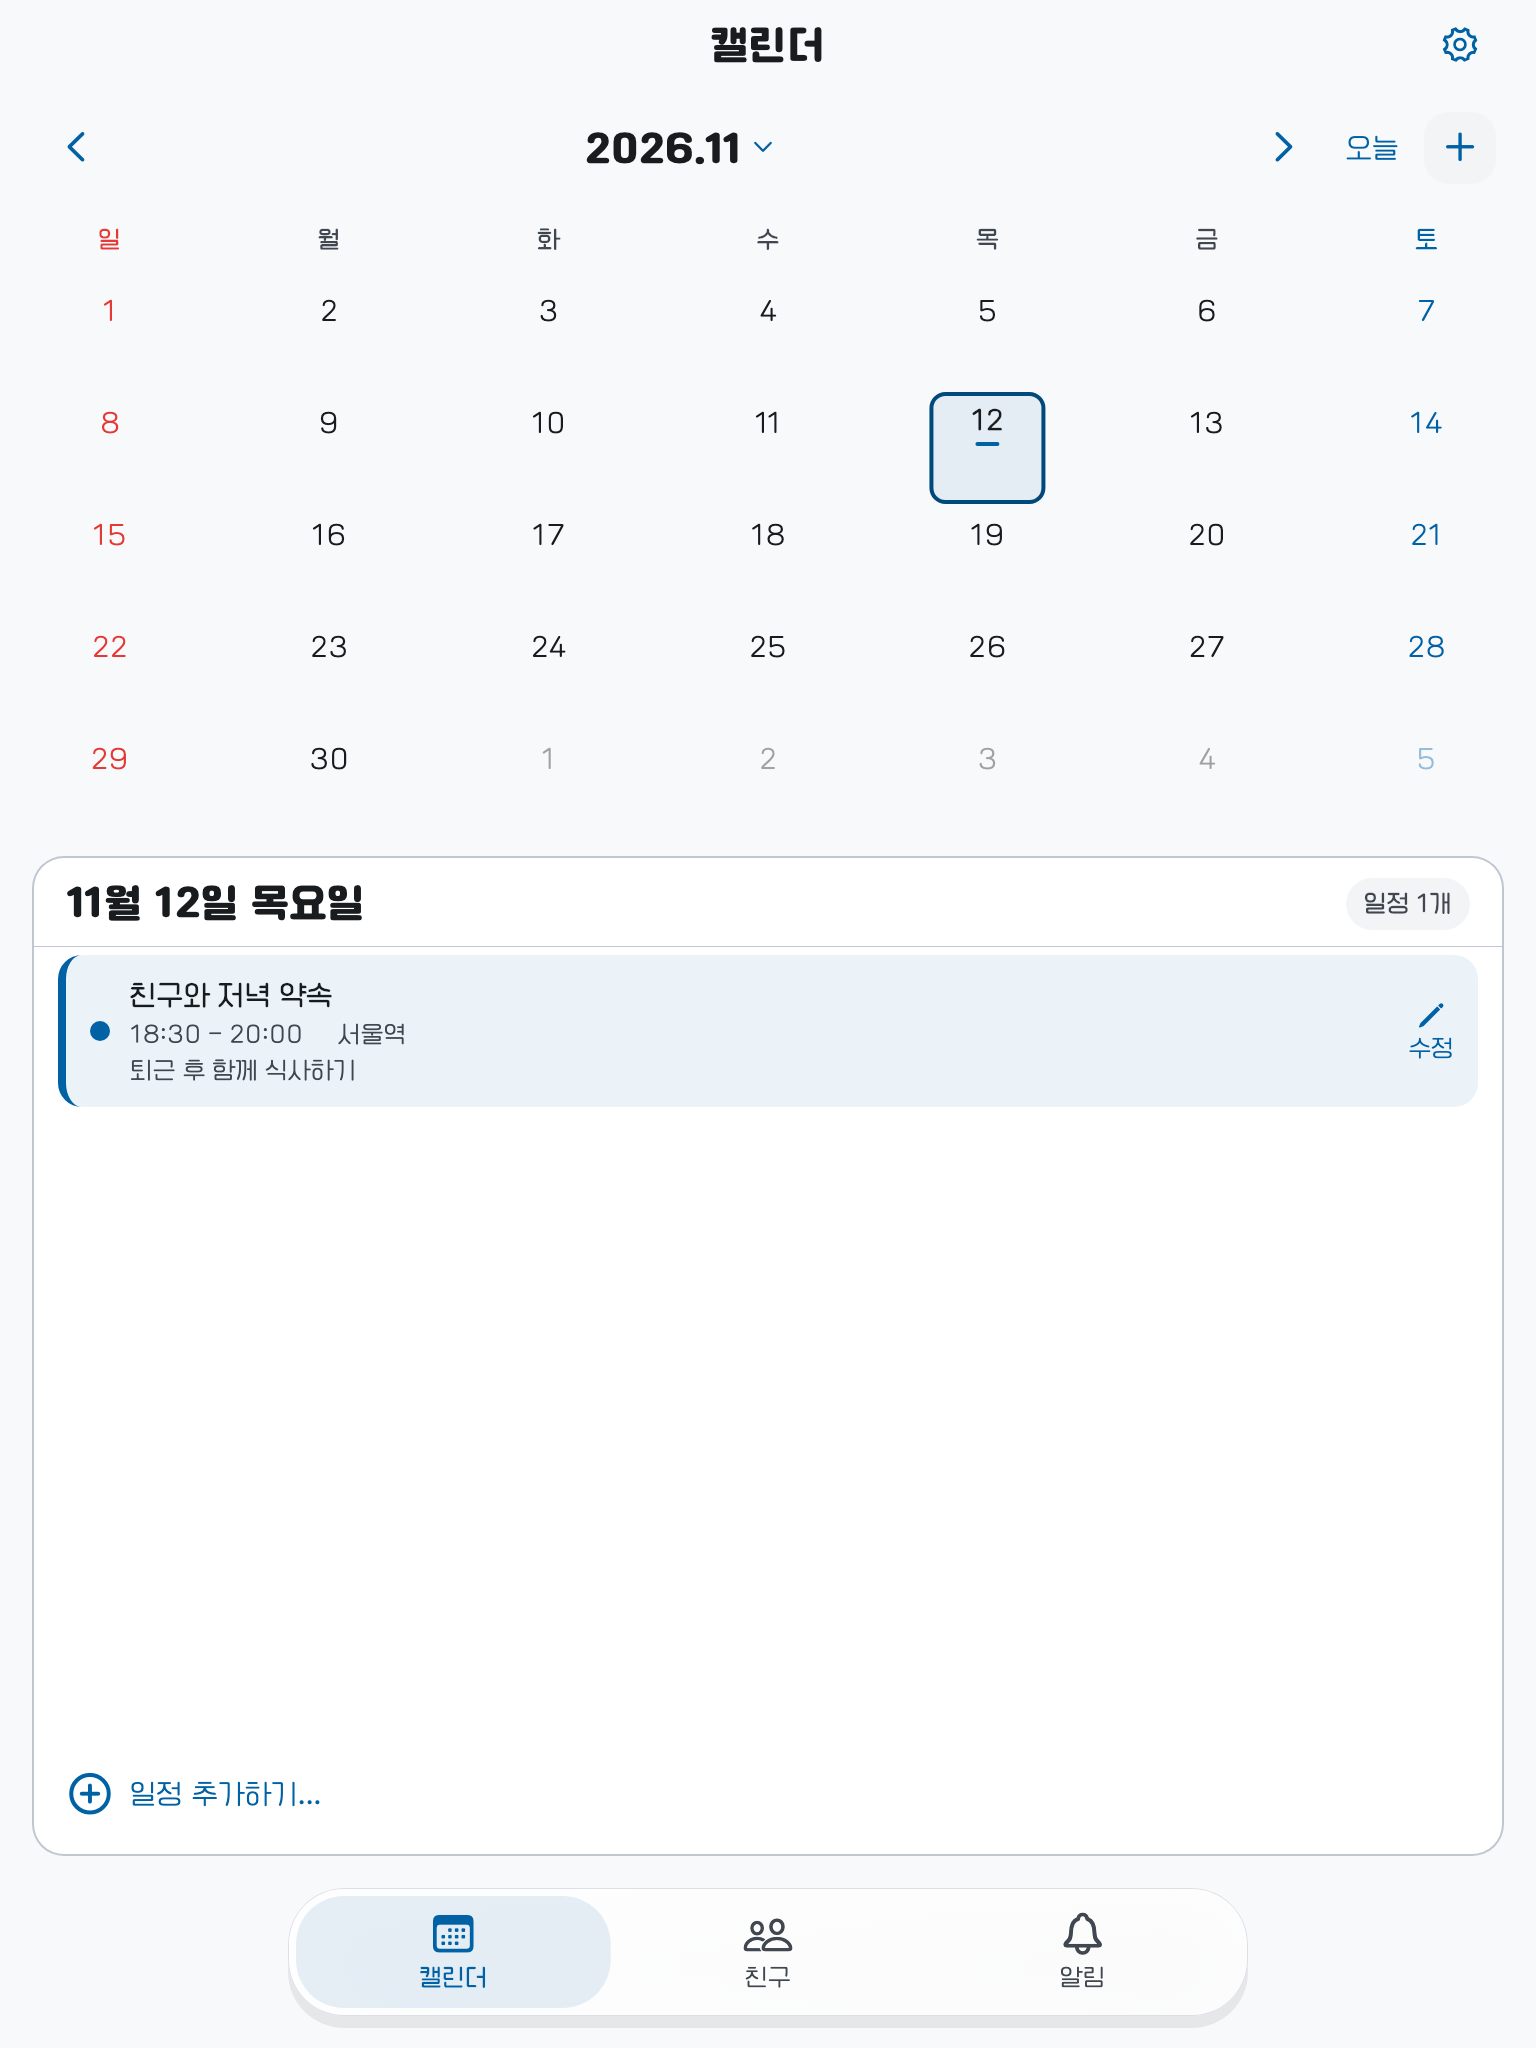 캘린더
2026.11
오늘
일 월 화 수 목 금 토
1 2 3 4 5 6 7
8 9 10 11 12 13 14
15 16 17 18 19 20 21
22 23 24 25 26 27 28
29 30 1 2 3 4 5
11월 12일 목요일
일정 1개
친구와 저녁 약속
18:30 – 20:00 서울역
퇴근 후 함께 식사하기
수정
일정 추가하기...
캘린더 친구 알림